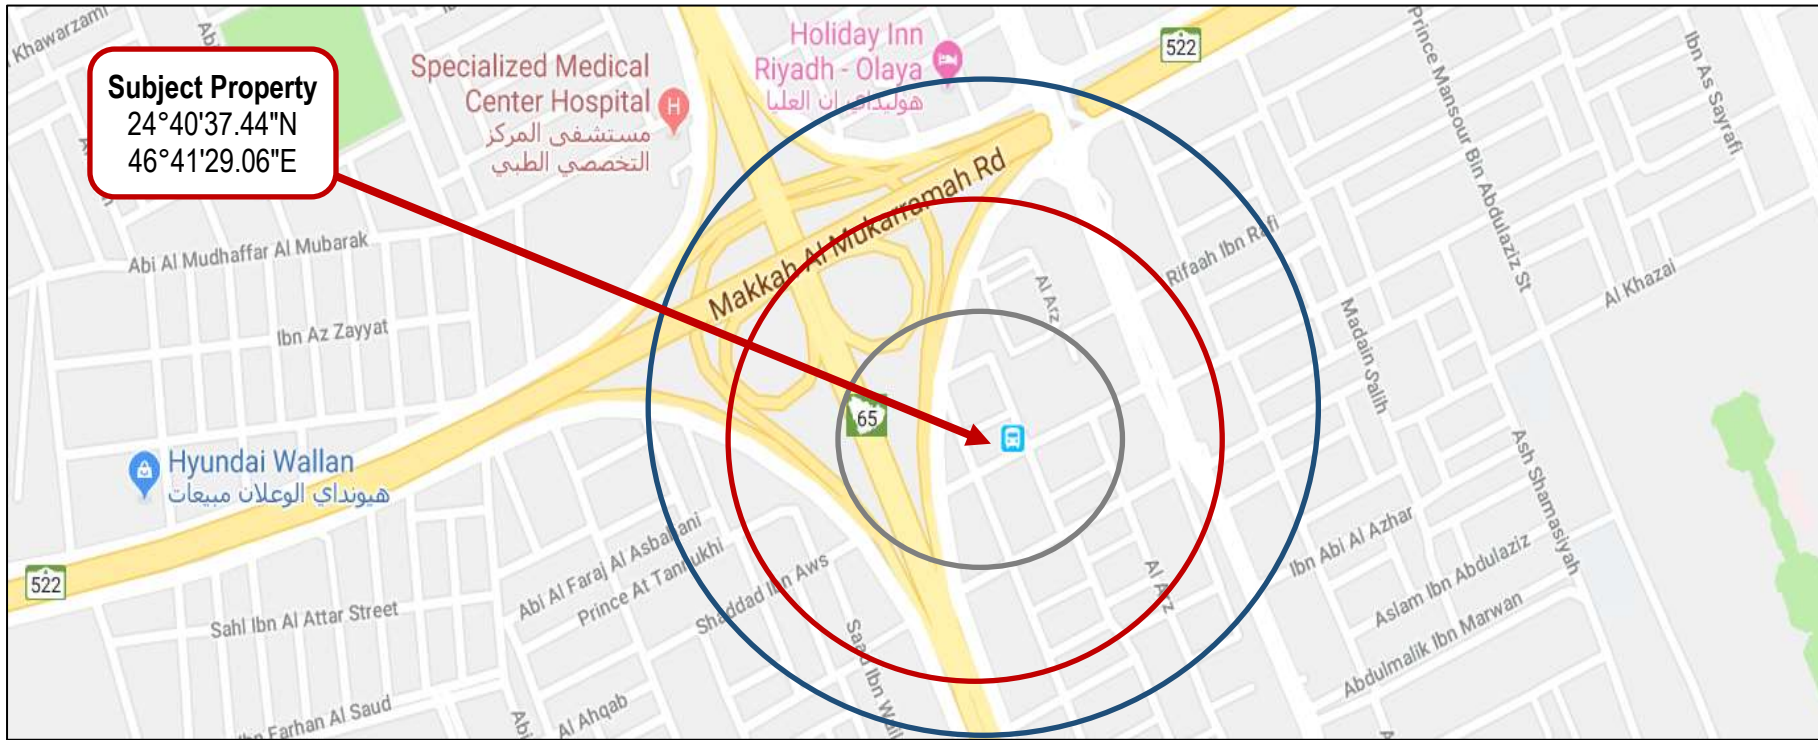 Khawarzami
Subject Property
24°40'37.44"N
46°41'29.06"E
Specialized Medical
Center Hospital
مستشفى المركز
التخصصي الطبي
H
Holiday Inn
Riyadh - Olaya
هوليداي إن العليا
522
Prince Mansour Bin Abdulaziz St
Ibn As Sayrafi
Makkah Al Mukarramah Rd
Abi Al Mudhaffar Al Mubarak
Rifaah Ibn Rafi
Al Khazai
Al Arz
Ibn Az Zayyat
Madain Salih
65
Hyundai Wallan
هيونداي الوعلان مبيعات
Ash Shamasiyah
Abi Al Faraj Al Asbahani
Prince At Tannukhi
Shaddad Ibn Aws
Ibn Abi Al Azhar
Aslam Ibn Abdulaziz
Al Arz
522
Sahl Ibn Al Attar Street
Abdulmalik Ibn Marwan
Saad Ibn
Ibn Farhan Al Saud
Abi
Al Ahqab